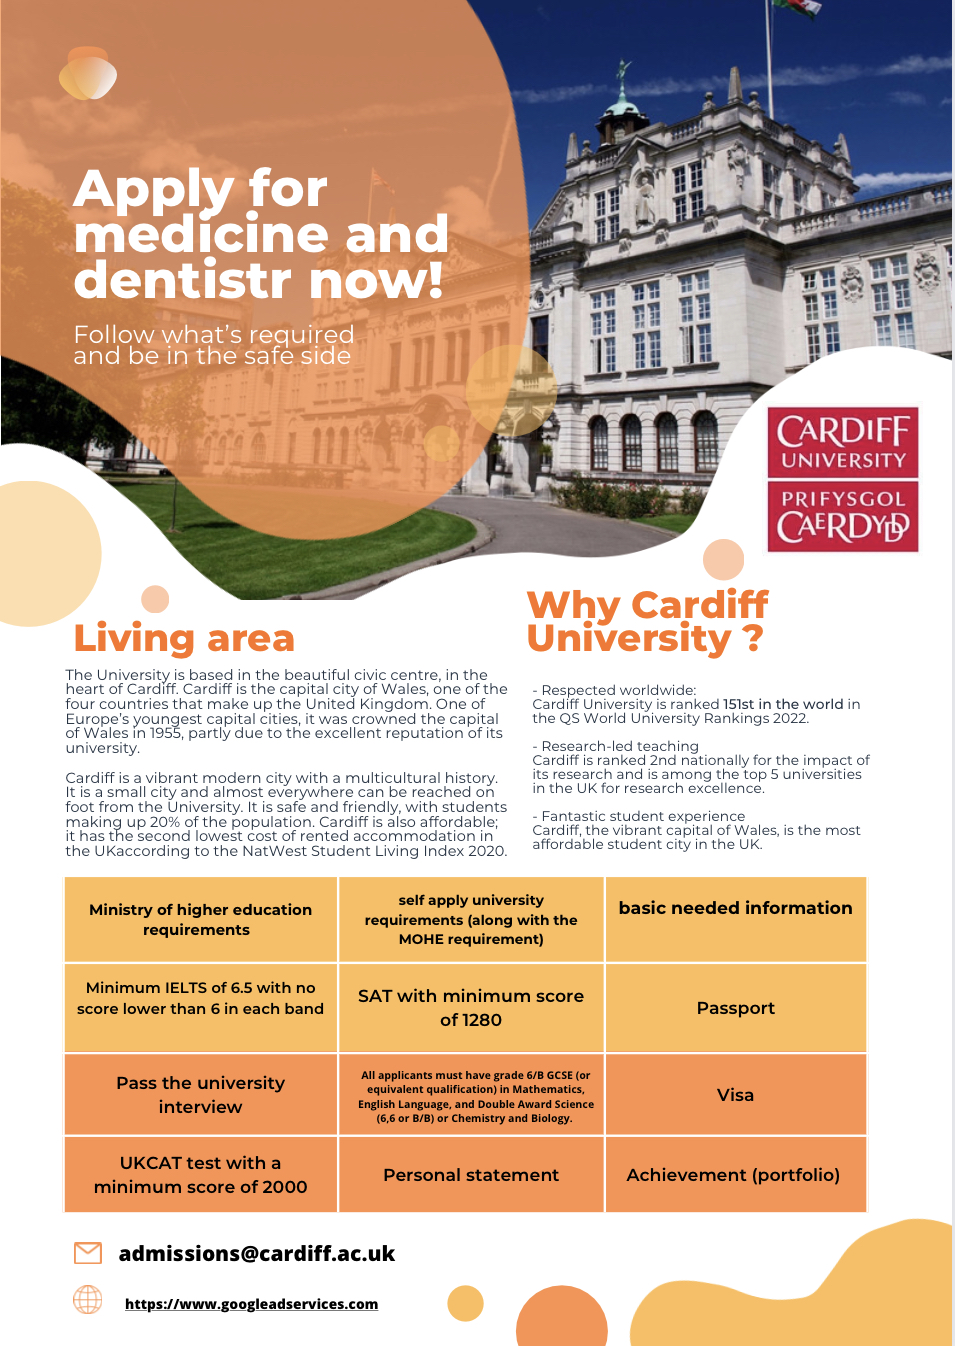 Apply for
medicine and
dentistr now!
Follow what's required
and be in the safe side
CARDIFF
UNIVERSITY
PRIFYSGOL
CAERDYDD
Living area
The University is based in the beautiful civic centre, in the
heart of Cardiff. Cardiff is the capital city of Wales, one of the
four countries that make up the United Kingdom. One of
Europe's youngest capital cities, it was crowned the capital
of Wales in 1955, partly due to the excellent reputation of its
university.
Cardiff is a vibrant modern city with a multicultural history.
It is a small city and almost everywhere can be reached on
foot from the University. It is safe and friendly, with students
making up 20% of the population. Cardiff is also affordable;
it has the second lowest cost of rented accommodation in
the UKaccording to the NatWest Student Living Index 2020.
Why Cardiff
University ?
- Respected worldwide:
Cardiff University is ranked 151st in the world in
the QS World University Rankings 2022.
- Research-led teaching
Cardiff is ranked 2nd nationally for the impact of
its research and is among the top 5 universities
in the UK for research excellence.
- Fantastic student experience
Cardiff, the vibrant capital of Wales, is the most
affordable student city in the UK.
Ministry of higher education
requirements
self apply university
requirements (along with the
MOHE requirement)
basic needed information
Minimum IELTS of 6.5 with no
score lower than 6 in each band
SAT with minimum score
of 1280
Passport
Pass the university
interview
All applicants must have grade 6/B GCSE (or
equivalent qualification) in Mathematics,
English Language, and Double Award Science
(6,6 or B/B) or Chemistry and Biology.
Visa
UKCAT test with a
minimum score of 2000
Personal statement
Achievement (portfolio)
admissions@cardiff.ac.uk
https://www.googleadservices.com